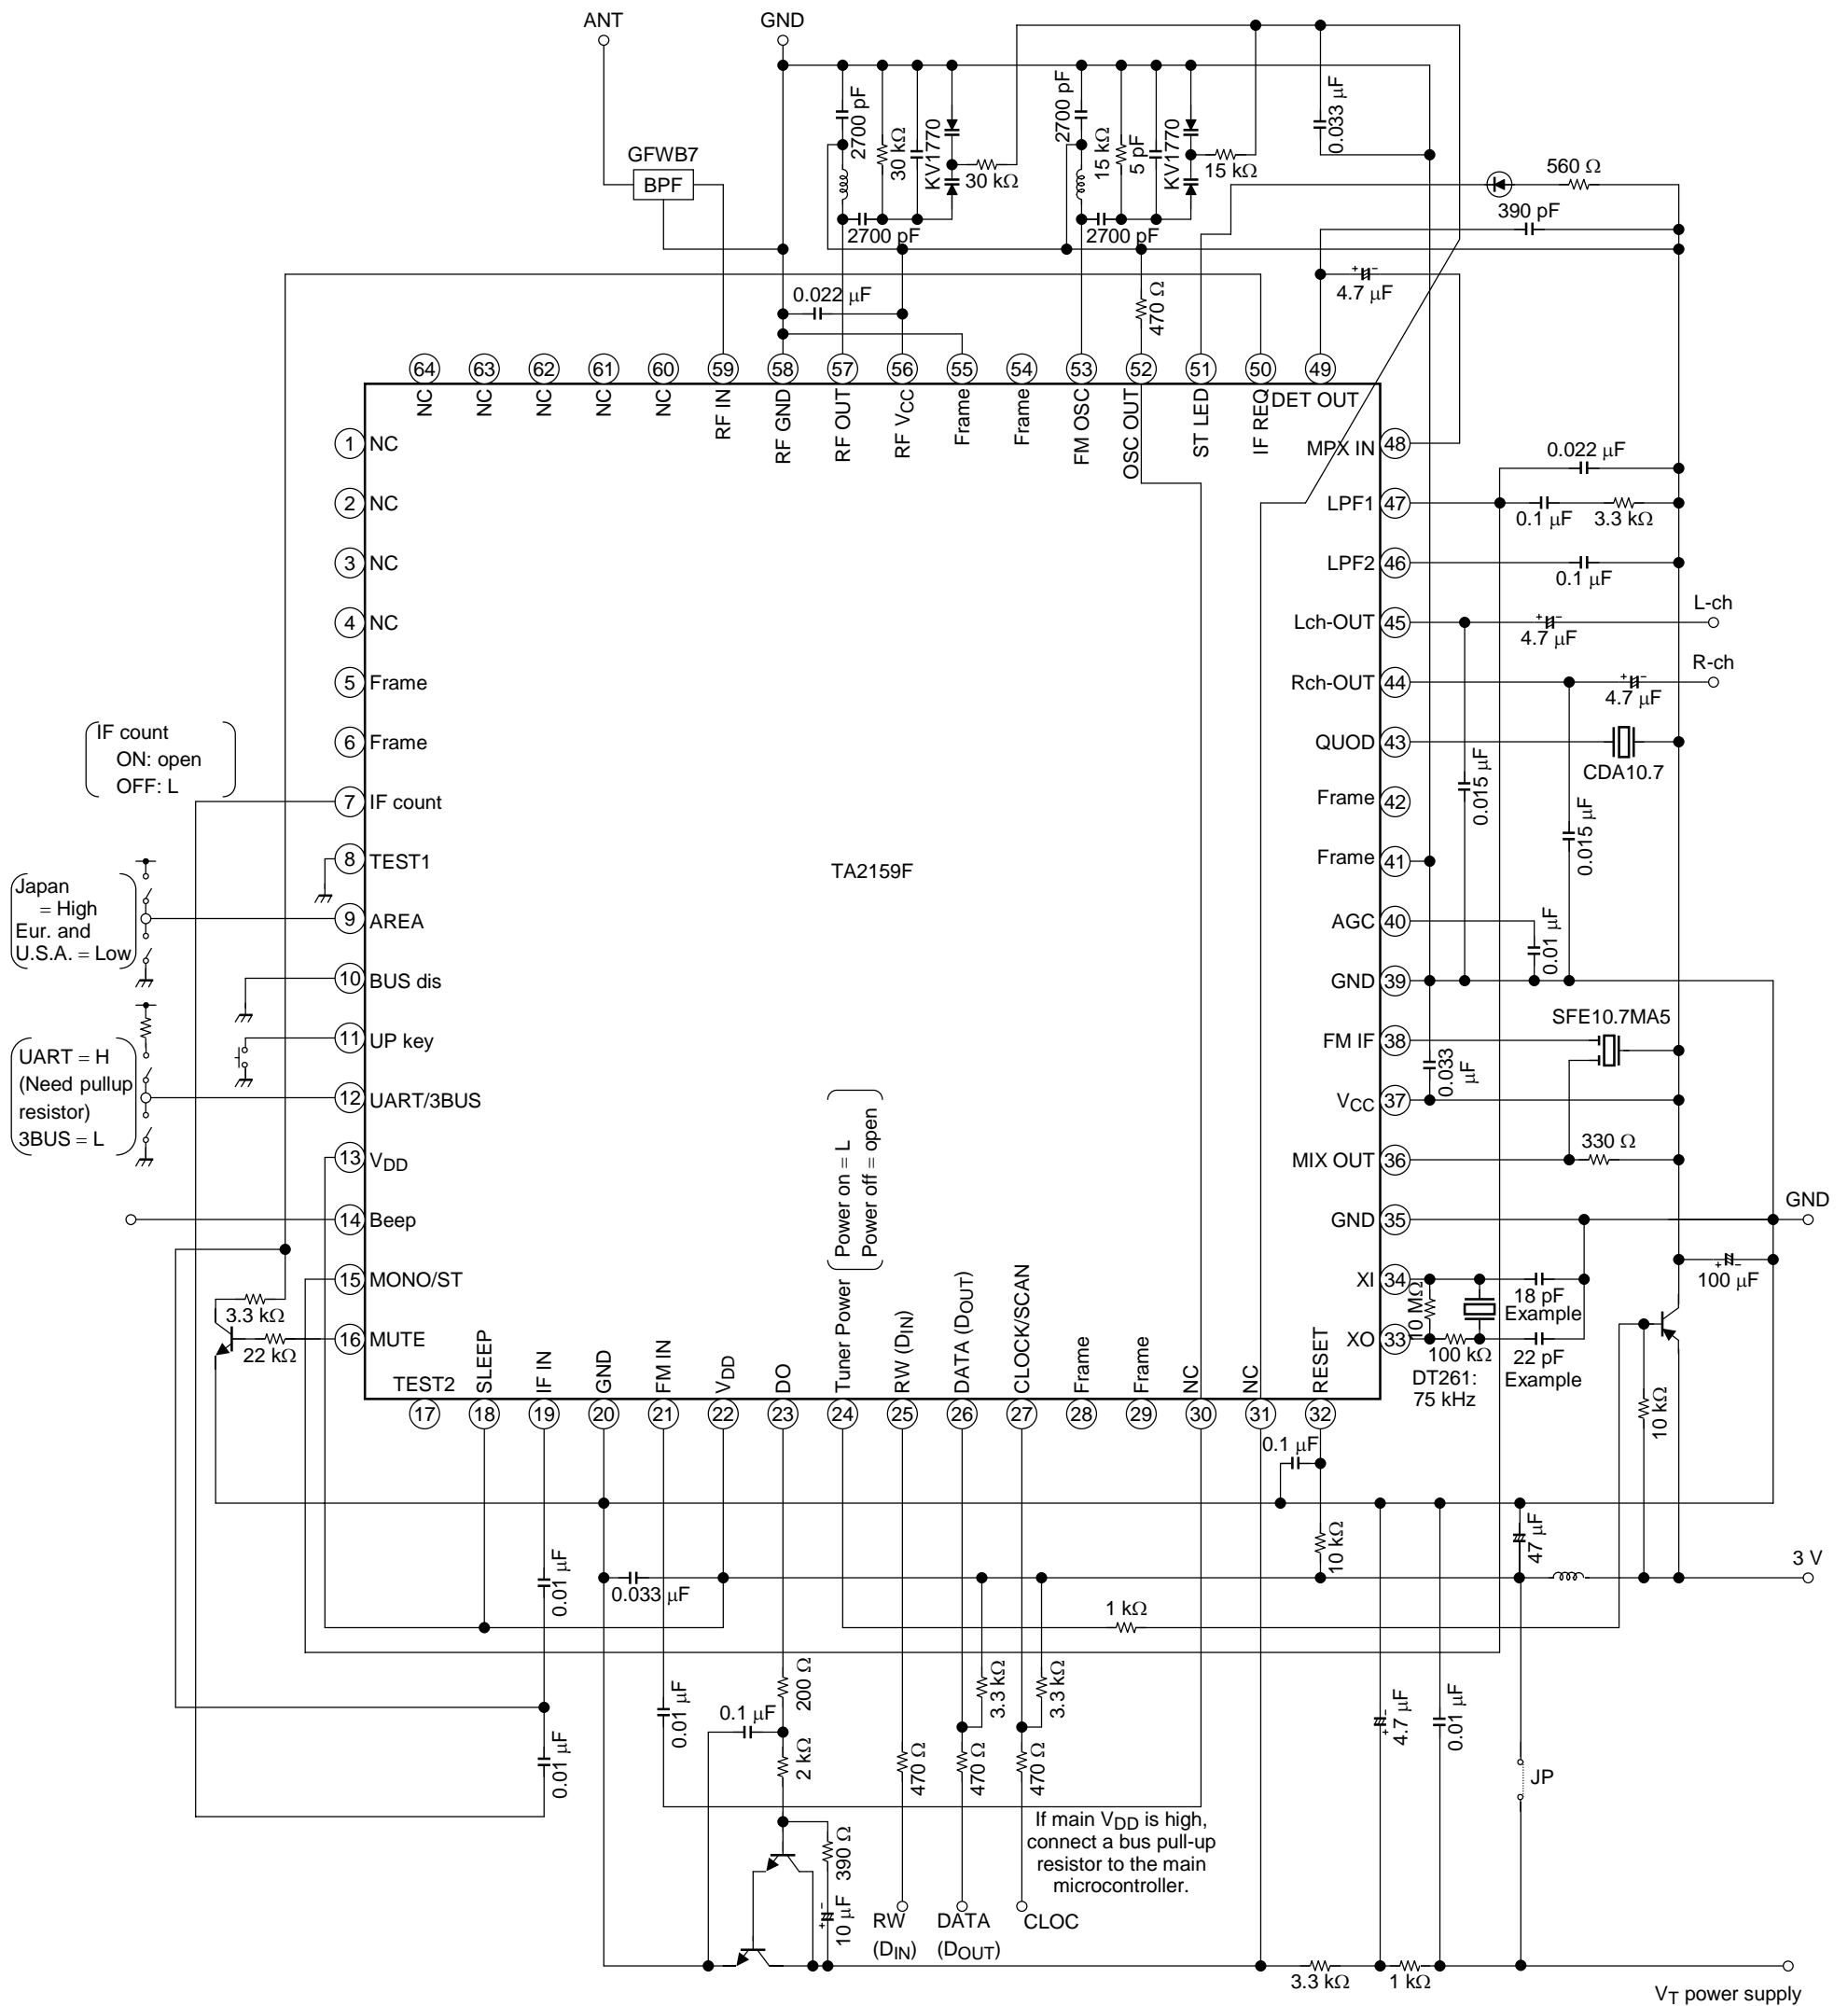 ANT
GND
2700 pF
30 kΩ
KV1770
30 kΩ
2700 pF
2700 pF
15 kΩ
5 pF
KV1770
15 kΩ
2700 pF
0.033 μF
560 Ω
390 pF
GFWB7
BPF
0.022 μF
470 Ω
+ −
4.7 μF
64 63 62 61 60 59 58 57 56 55 54 53 52 51 50 49
NC
NC
NC
NC
NC
RF IN
RF GND
RF OUT
RF VCC
Frame
Frame
FM OSC
OSC OUT
ST LED
IF REQ
DET OUT
1 NC
2 NC
3 NC
4 NC
5 Frame
6 Frame
7 IF count
8 TEST1
9 AREA
10 BUS dis
11 UP key
12 UART/3BUS
13 VDD
14 Beep
15 MONO/ST
16 MUTE
IF count
ON: open
OFF: L
Japan
= High
Eur. and
U.S.A. = Low
UART = H
(Need pullup
resistor)
3BUS = L
3.3 kΩ
22 kΩ
TA2159F
MPX IN 48
LPF1 47
LPF2 46
Lch-OUT 45
Rch-OUT 44
QUOD 43
Frame 42
Frame 41
AGC 40
GND 39
FM IF 38
VCC 37
MIX OUT 36
GND 35
XI 34
XO 33
0.022 μF
0.1 μF
3.3 kΩ
0.1 μF
L-ch
+ −
4.7 μF
R-ch
+ −
4.7 μF
CDA10.7
0.015 μF
0.015 μF
0.01 μF
SFE10.7MA5
0.033
μF
330 Ω
GND
+ −
100 μF
10 MΩ
18 pF
Example
100 kΩ
22 pF
Example
DT261:
75 kHz
10 kΩ
Power on = L
Power off = open
TEST2
SLEEP
IF IN
GND
FM IN
VDD
DO
Tuner Power
RW (DIN)
DATA (DOUT)
CLOCK/SCAN
Frame
Frame
NC
NC
RESET
17 18 19 20 21 22 23 24 25 26 27 28 29 30 31 32
0.1 μF
10 kΩ
47 μF
3 V
0.01 μF
0.033 μF
1 kΩ
200 Ω
3.3 kΩ
3.3 kΩ
0.01 μF
0.1 μF
0.01 μF
2 kΩ
470 Ω
470 Ω
470 Ω
+ −
4.7 μF
0.01 μF
JP
If main VDD is high,
connect a bus pull-up
resistor to the main
microcontroller.
390 Ω
+ −
10 μF
RW
(DIN)
DATA
(DOUT)
CLOC
3.3 kΩ
1 kΩ
VT power supply